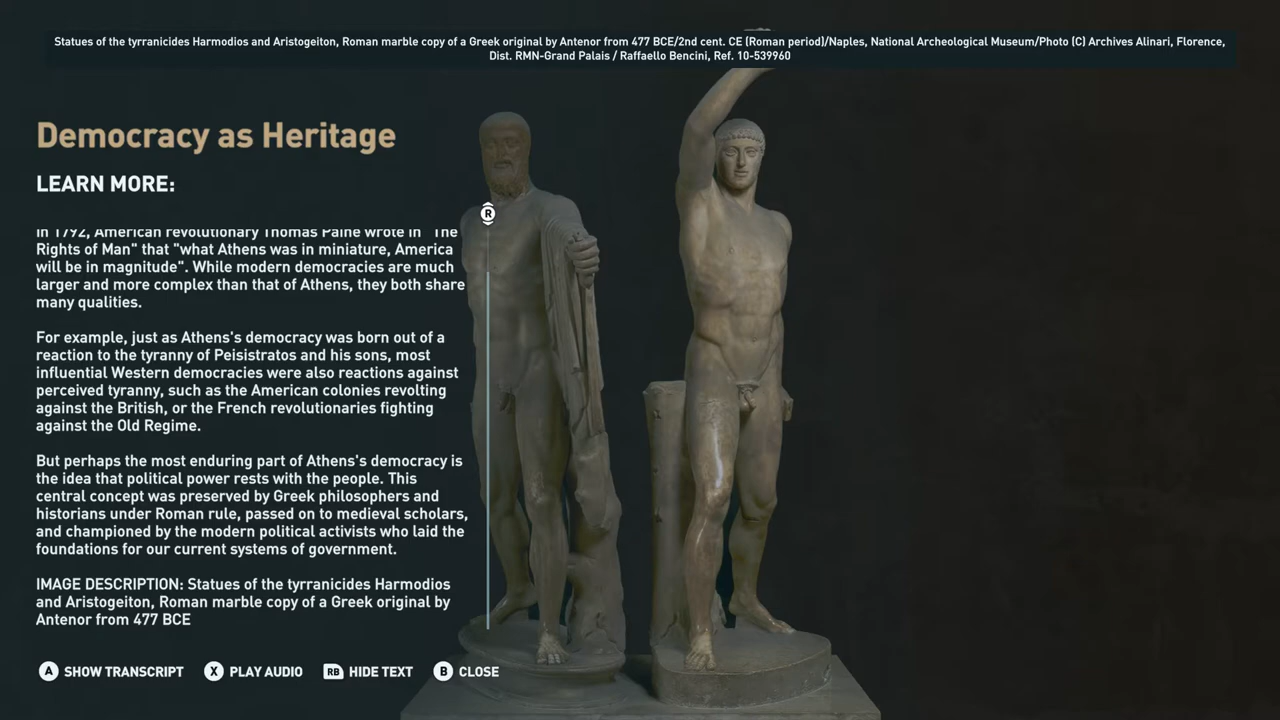 Statues of the tyrranicides Harmodios and Aristogeiton, Roman marble copy of a Greek original by Antenor from 477 BCE/2nd cent. CE (Roman period)/Naples, National Archeological Museum/Photo (C) Archives Alinari, Florence,
Dist. RMN-Grand Palais / Raffaello Bencini, Ref. 10-539960
Democracy as Heritage
LEARN MORE:
R
In 1792, American revolutionary Thomas Paine wrote in "The
Rights of Man" that "what Athens was in miniature, America
will be in magnitude". While modern democracies are much
larger and more complex than that of Athens, they both share
many qualities.
For example, just as Athens's democracy was born out of a
reaction to the tyranny of Peisistratos and his sons, most
influential Western democracies were also reactions against
perceived tyranny, such as the American colonies revolting
against the British, or the French revolutionaries fighting
against the Old Regime.
But perhaps the most enduring part of Athens's democracy is
the idea that political power rests with the people. This
central concept was preserved by Greek philosophers and
historians under Roman rule, passed on to medieval scholars,
and championed by the modern political activists who laid the
foundations for our current systems of government.
IMAGE DESCRIPTION: Statues of the tyrranicides Harmodios
and Aristogeiton, Roman marble copy of a Greek original by
Antenor from 477 BCE
A SHOW TRANSCRIPT X PLAY AUDIO RB HIDE TEXT B CLOSE